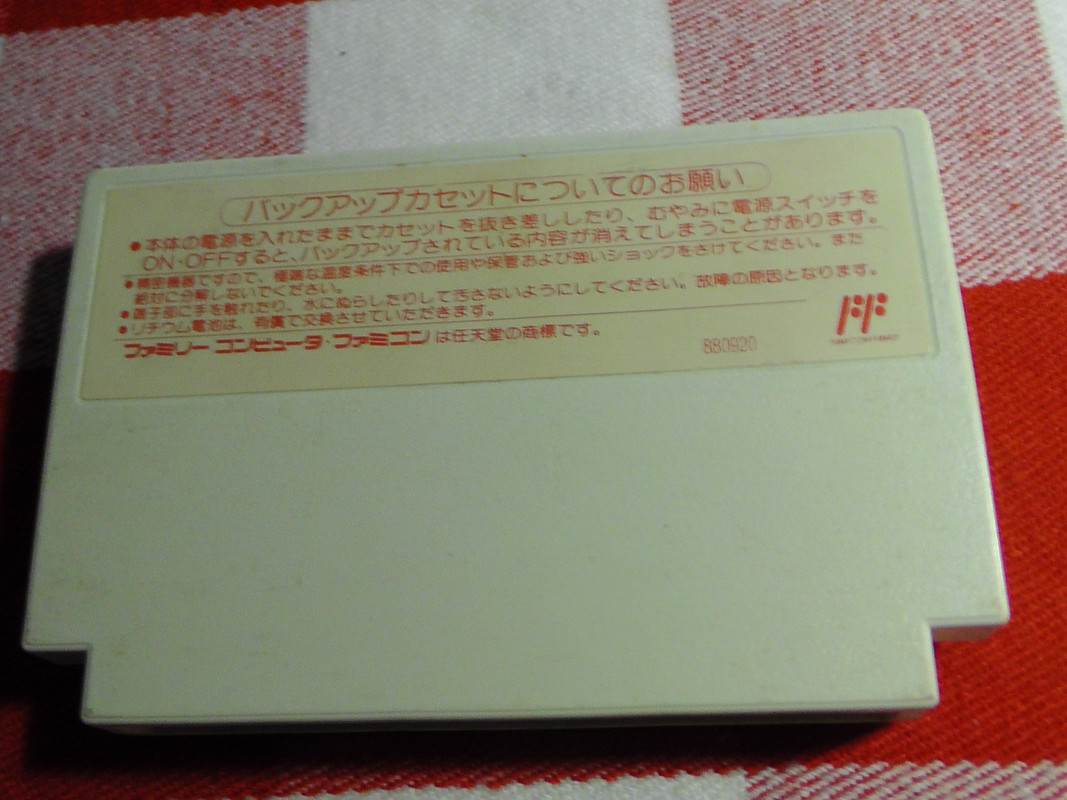 バックアップカセットについてのお願い
●本体の電源を入れたままでカセットを抜き差ししたり、むやみに電源スイッチを
ON・OFFすると、バックアップされている内容が消えてしまうことがあります。
●精密機器ですので、極端な温度条件下での使用や保管および強いショックをさけてください。また
絶対に分解しないでください。
●端子部に手を触れたり、水にぬらしたりして汚さないようにしてください。故障の原因となります。
●リチウム電池は、有償で交換させていただきます。
ファミリーコンピュータ・ファミコンは任天堂の商標です。
880920